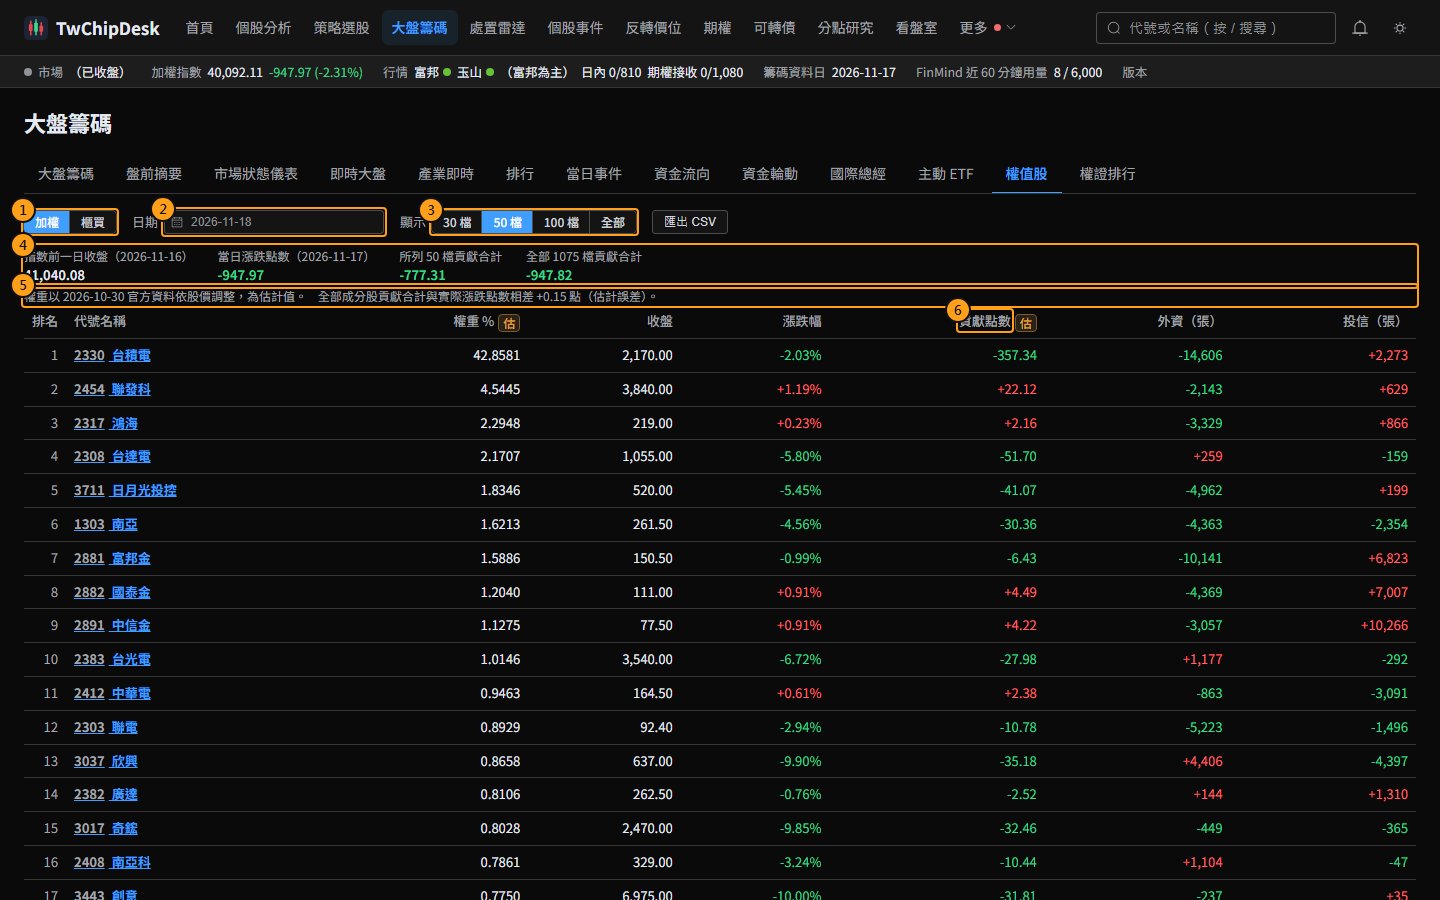 TwChipDesk 首頁 個股分析 策略選股 大盤籌碼 處置雷達 個股事件 反轉價位 期權 可轉債 分點研究 看盤室 更多 代號或名稱（按 / 搜尋）
市場 （已收盤） 加權指數 40,092.11 -947.97 (-2.31%) 行情 富邦 玉山 （富邦為主） 日內 0/810 期權接收 0/1,080 籌碼資料日 2026-11-17 FinMind 近 60 分鐘用量 8 / 6,000 版本
大盤籌碼
大盤籌碼 盤前摘要 市場狀態儀表 即時大盤 產業即時 排行 當日事件 資金流向 資金輪動 國際總經 主動 ETF 權值股 權證排行
1 加權 櫃買 日期 2 2026-11-18 顯示 3 30 檔 50 檔 100 檔 全部 匯出 CSV
4 指數前一日收盤（2026-11-16） 當日漲跌點數（2026-11-17） 所列 50 檔貢獻合計 全部 1075 檔貢獻合計
41,040.08 -947.97 -777.31 -947.82
5 權重以 2026-10-30 官方資料依股價調整，為估計值。 全部成分股貢獻合計與實際漲跌點數相差 +0.15 點（估計誤差）。
排名 代號名稱 權重 % 估 收盤 漲跌幅 6 貢獻點數 估 外資（張） 投信（張）
1 2330 台積電 42.8581 2,170.00 -2.03% -357.34 -14,606 +2,273
2 2454 聯發科 4.5445 3,840.00 +1.19% +22.12 -2,143 +629
3 2317 鴻海 2.2948 219.00 +0.23% +2.16 -3,329 +866
4 2308 台達電 2.1707 1,055.00 -5.80% -51.70 +259 -159
5 3711 日月光投控 1.8346 520.00 -5.45% -41.07 -4,962 +199
6 1303 南亞 1.6213 261.50 -4.56% -30.36 -4,363 -2,354
7 2881 富邦金 1.5886 150.50 -0.99% -6.43 -10,141 +6,823
8 2882 國泰金 1.2040 111.00 +0.91% +4.49 -4,369 +7,007
9 2891 中信金 1.1275 77.50 +0.91% +4.22 -3,057 +10,266
10 2383 台光電 1.0146 3,540.00 -6.72% -27.98 +1,177 -292
11 2412 中華電 0.9463 164.50 +0.61% +2.38 -863 -3,091
12 2303 聯電 0.8929 92.40 -2.94% -10.78 -5,223 -1,496
13 3037 欣興 0.8658 637.00 -9.90% -35.18 +4,406 -4,397
14 2382 廣達 0.8106 262.50 -0.76% -2.52 +144 +1,310
15 3017 奇鋐 0.8028 2,470.00 -9.85% -32.46 -449 -365
16 2408 南亞科 0.7861 329.00 -3.24% -10.44 +1,104 -47
17 3443 創意 0.7750 6,975.00 -10.00% -31.81 -237 +35